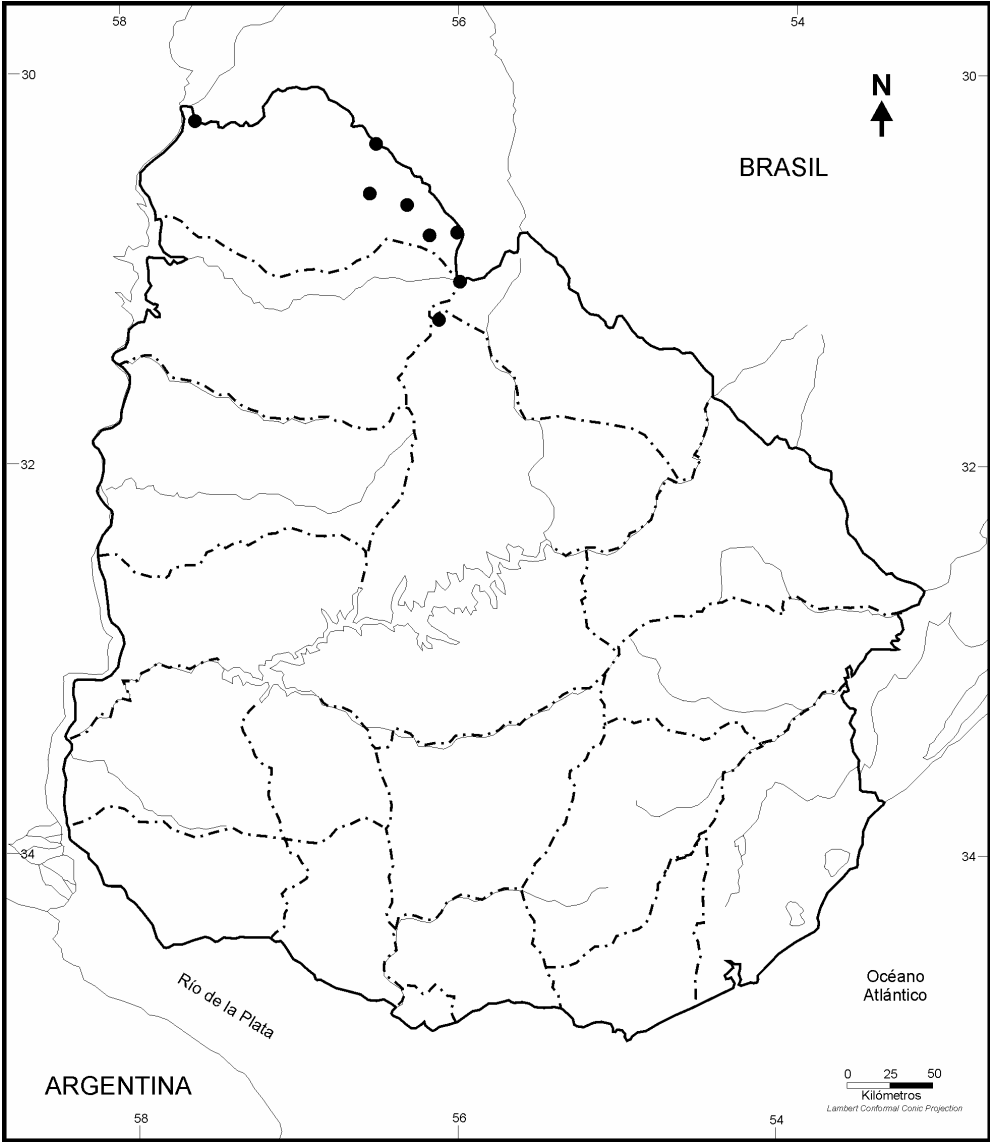 58
56
54
30
30
N
BRASIL
32
32
34
34
Océano
Atlántico
Río de la Plata
ARGENTINA
0 25 50
Kilómetros
Lambert Conformal Conic Projection
58
56
54